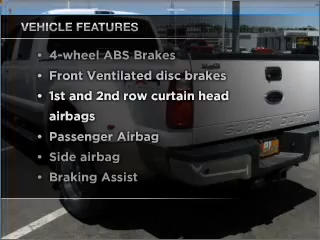 VEHICLE FEATURES
• 4-wheel ABS Brakes
• Front Ventilated disc brakes
• 1st and 2nd row curtain head
airbags
• Passenger Airbag
• Side airbag
• Braking Assist
SUPER DUTY